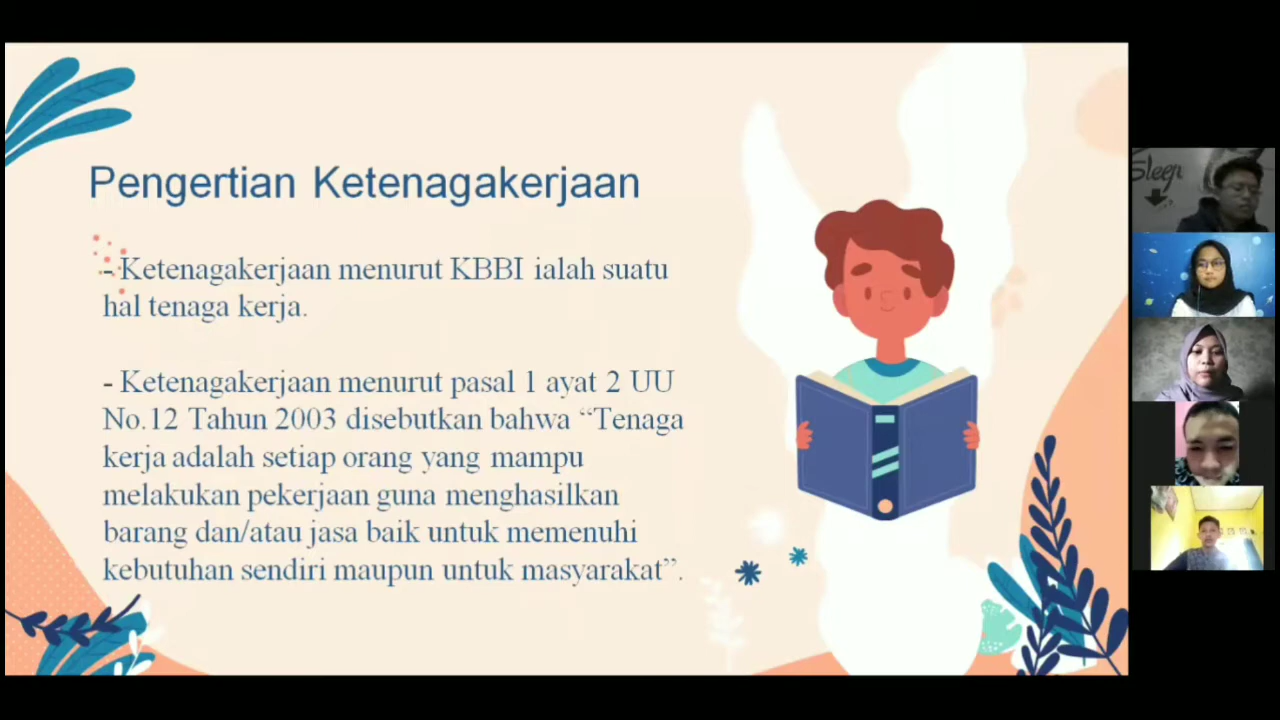 Pengertian Ketenagakerjaan
- Ketenagakerjaan menurut KBBI ialah suatu
hal tenaga kerja.
- Ketenagakerjaan menurut pasal 1 ayat 2 UU
No.12 Tahun 2003 disebutkan bahwa “Tenaga
kerja adalah setiap orang yang mampu
melakukan pekerjaan guna menghasilkan
barang dan/atau jasa baik untuk memenuhi
kebutuhan sendiri maupun untuk masyarakat”.
Sleep